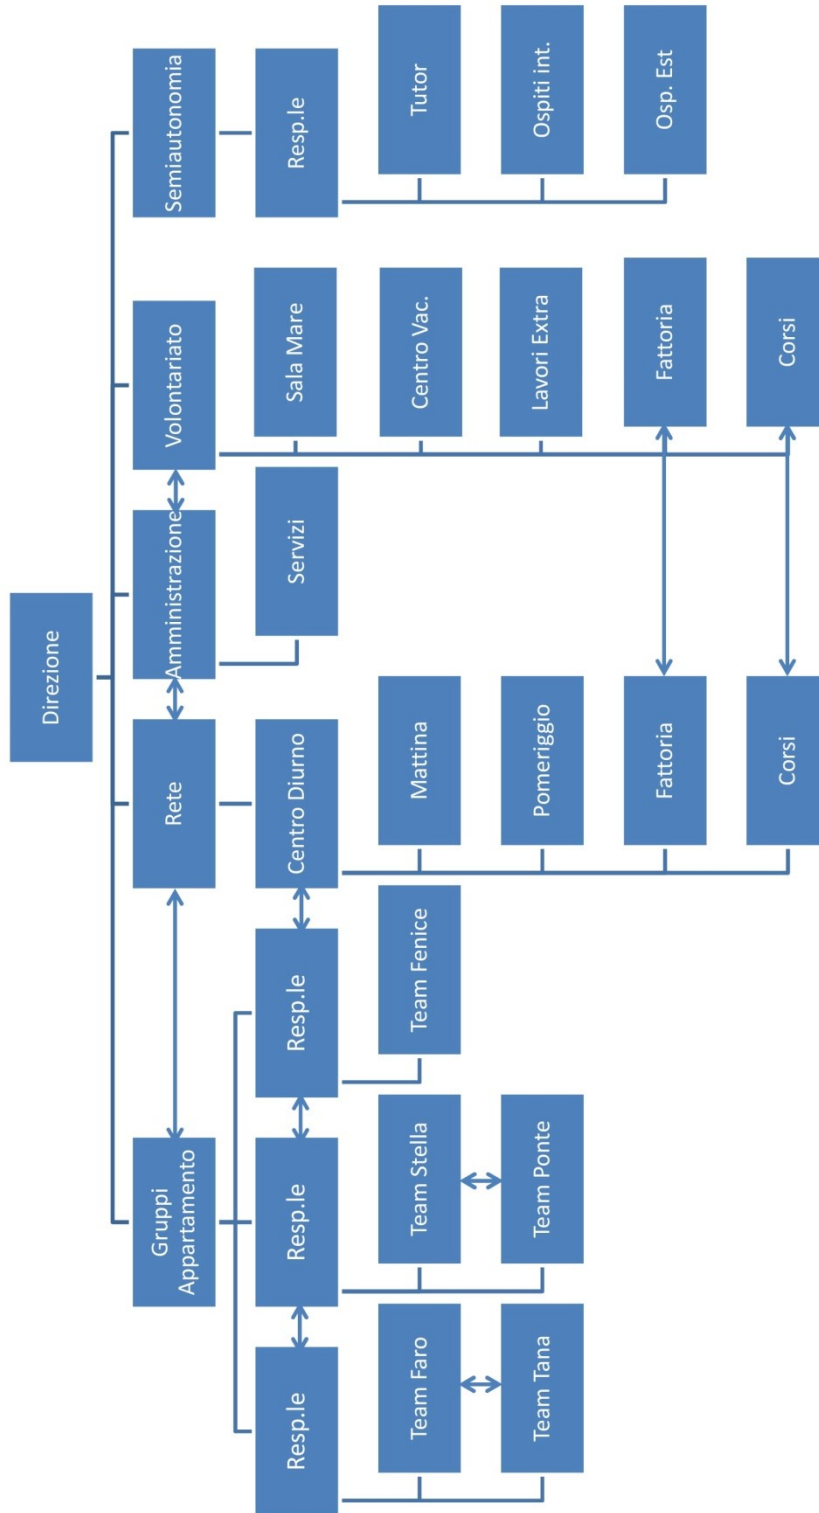 Direzione
Gruppi
Appartamento
Rete
Amministrazione
Volontariato
Semiautonomia
Resp.le
Resp.le
Resp.le
Centro Diurno
Servizi
Sala Mare
Resp.le
Team Faro
Team Stella
Team Fenice
Mattina
Centro Vac.
Tutor
Team Tana
Team Ponte
Pomeriggio
Lavori Extra
Ospiti int.
Fattoria
Fattoria
Osp. Est
Corsi
Corsi